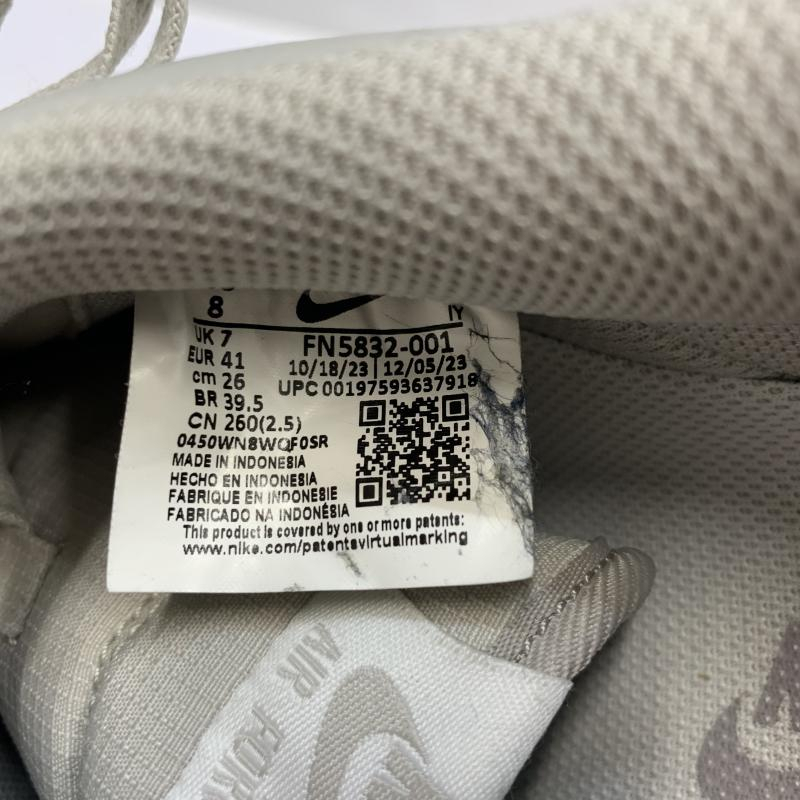 8
IY
UK 7
FN5832-001
EUR 41
10/18/23 | 12/05/23
cm 26
UPC 00197593637918
BR 39.5
CN 260(2.5)
0450WN8WQF0SR
MADE IN INDONESIA
HECHO EN INDONESIA
FABRIQUE EN INDONESIE
FABRICADO NA INDONÉSIA
This product is covered by one or more patents:
www.nike.com/patentsvirtualmarking
AIR